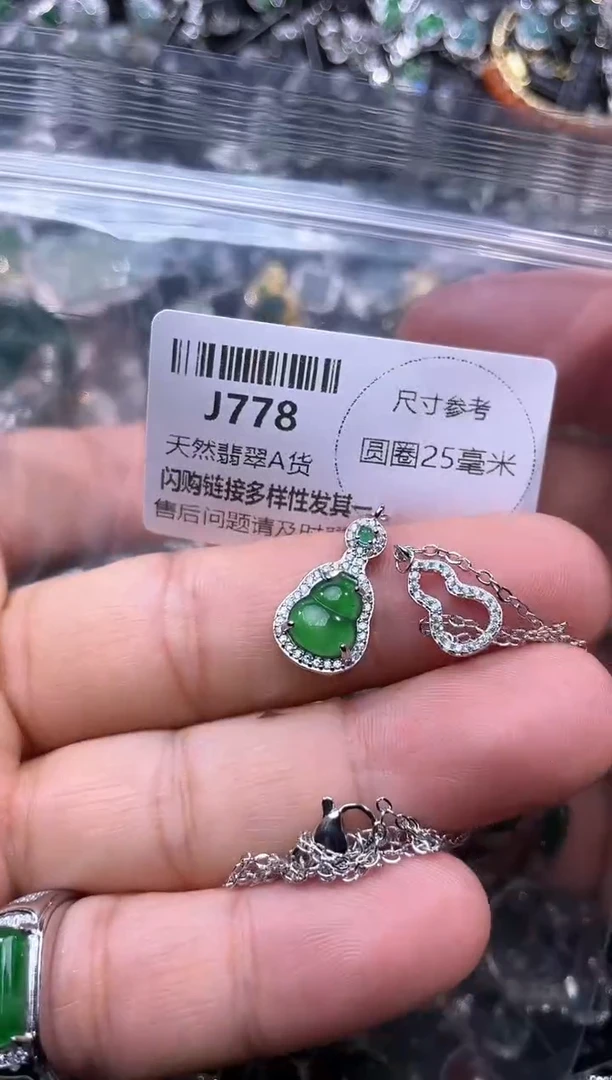 J778
天然翡翠A货
闪购链接多样性发其一
售后问题请及时
尺寸参考
圆圈25毫米